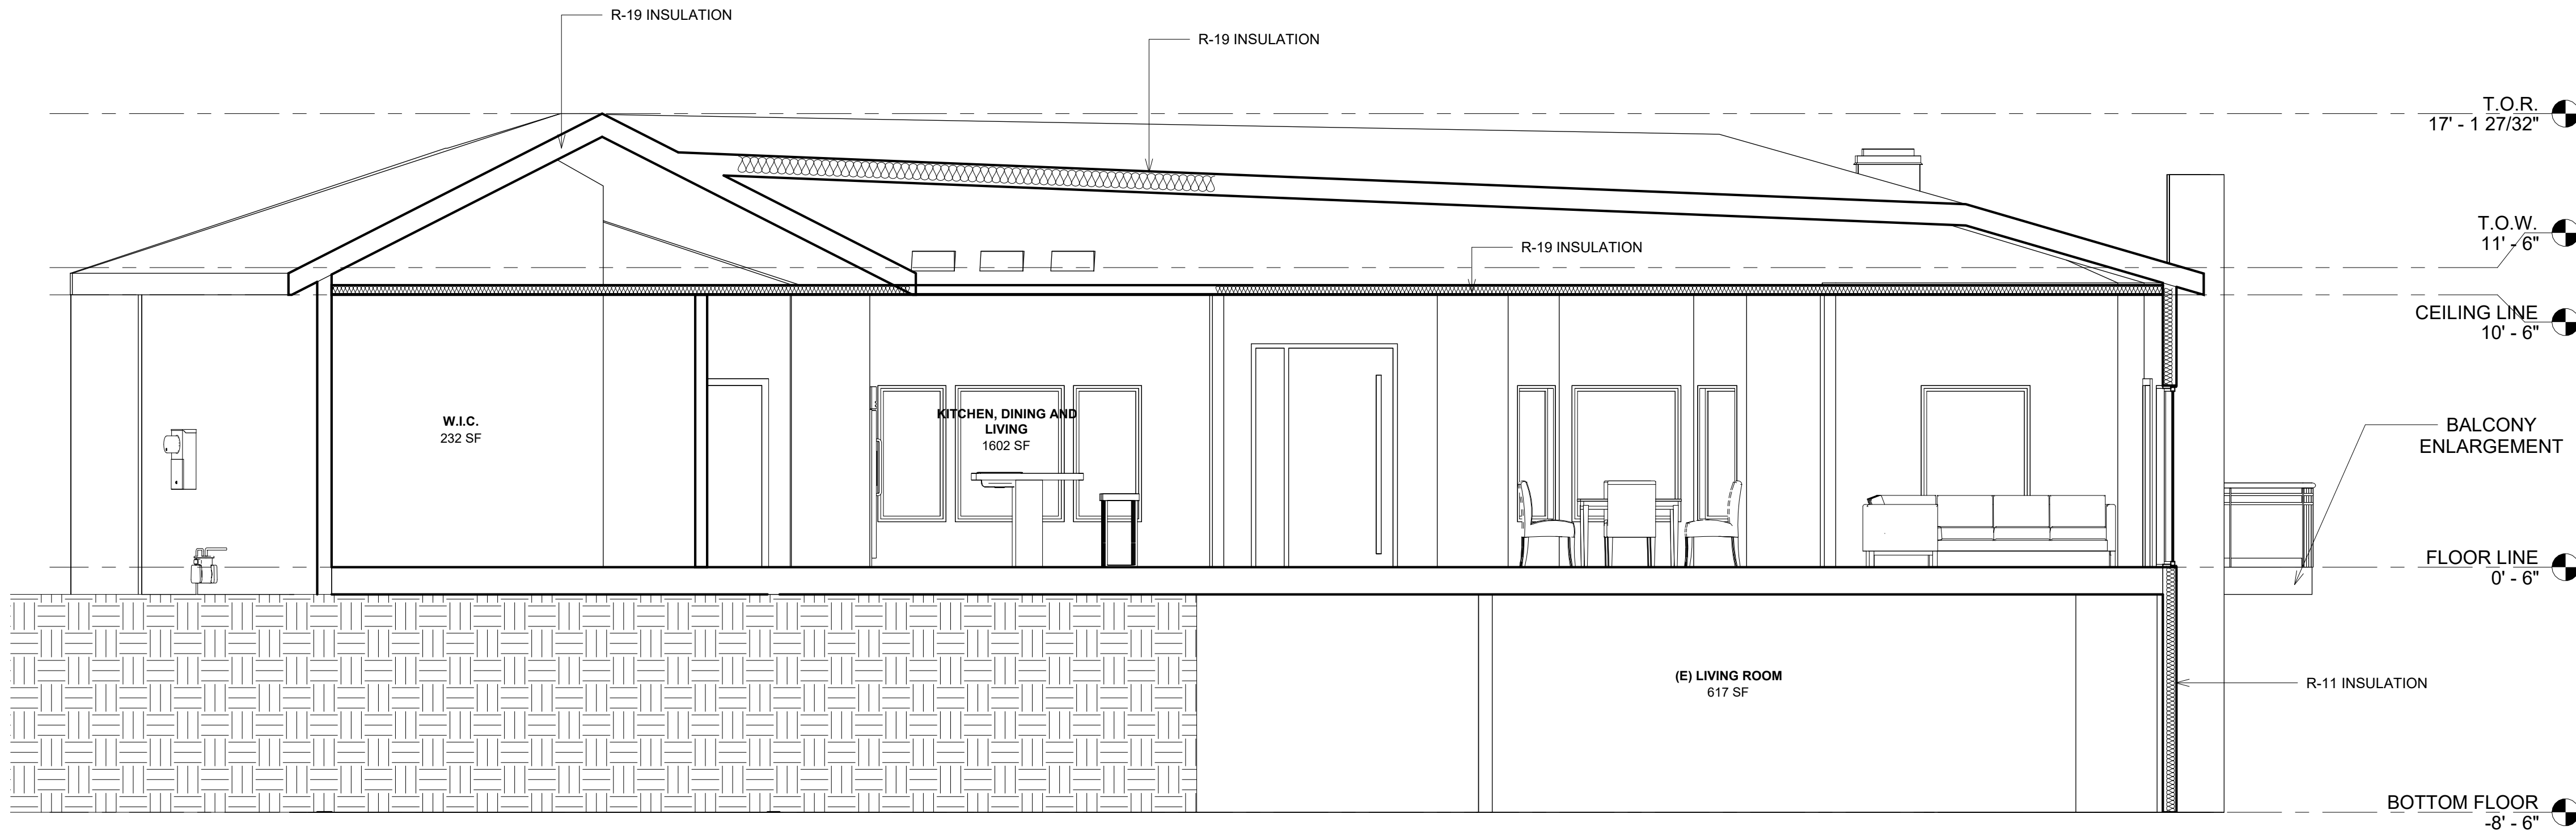 R-19 INSULATION
R-19 INSULATION
T.O.R.
17' - 1 27/32"
T.O.W.
11' - 6"
R-19 INSULATION
CEILING LINE
10' - 6"
W.I.C.
232 SF
KITCHEN, DINING AND
LIVING
1602 SF
BALCONY
ENLARGEMENT
FLOOR LINE
0' - 6"
(E) LIVING ROOM
617 SF
R-11 INSULATION
BOTTOM FLOOR
-8' - 6"